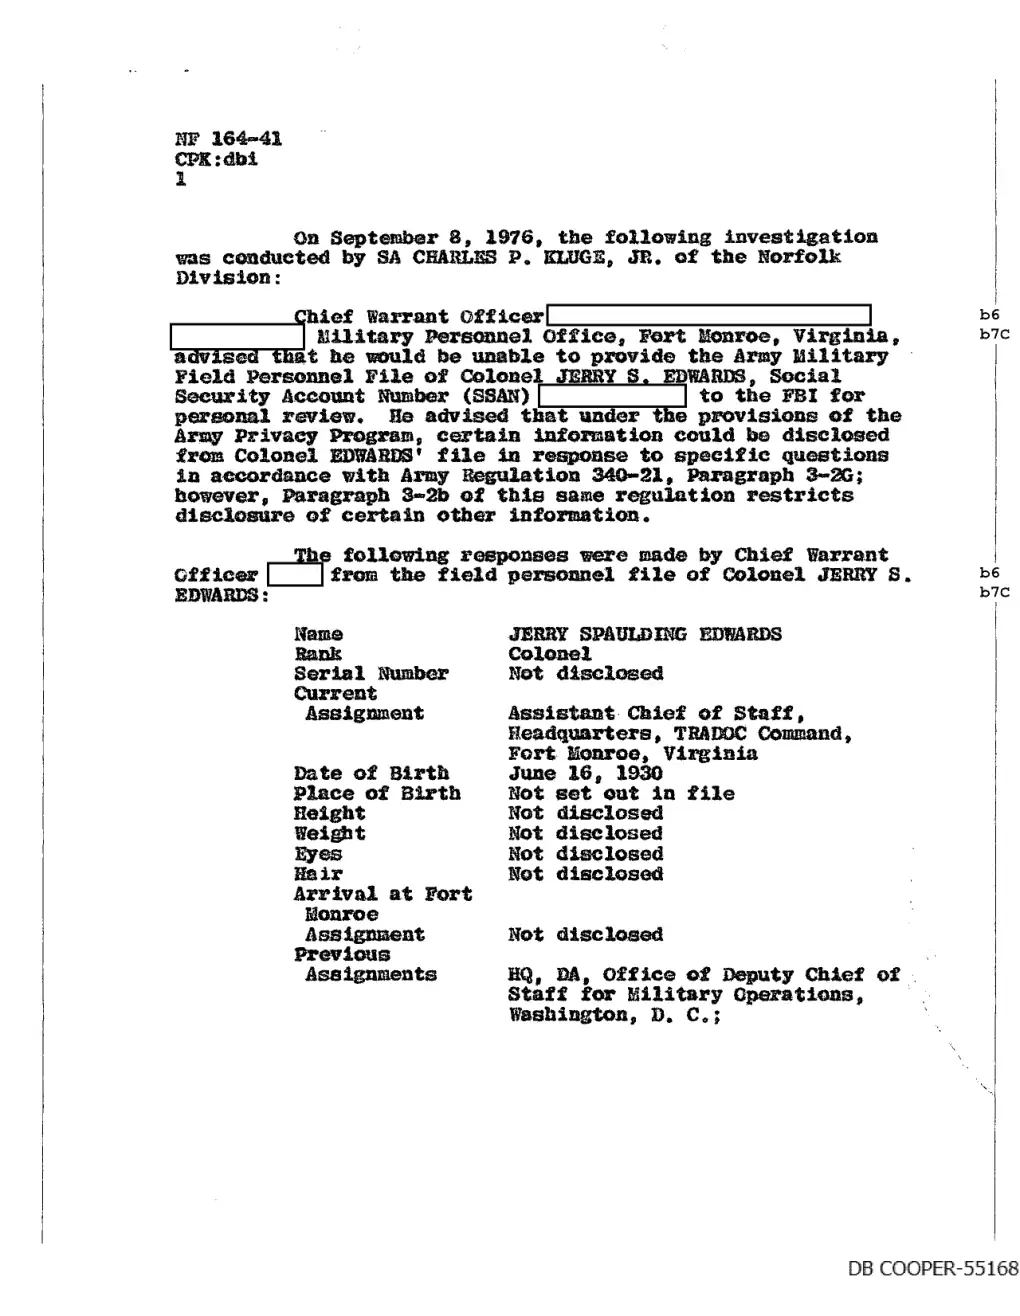 NF 164-41
CPK:dbi
1
On September 8, 1976, the following investigation
was conducted by SA CHARLES P. KLUGE, JR. of the Norfolk
Division:
Chief Warrant Officer
b6
Military Personnel Office, Fort Monroe, Virginia,
b7C
advised that he would be unable to provide the Army Military
Field Personnel File of Colonel JERRY S. EDWARDS, Social
Security Account Number (SSAN) to the FBI for
personal review. He advised that under the provisions of the
Army Privacy Program, certain information could be disclosed
from Colonel EDWARDS' file in response to specific questions
in accordance with Army Regulation 340-21, Paragraph 3-2G;
however, Paragraph 3-2b of this same regulation restricts
disclosure of certain other information.
The following responses were made by Chief Warrant
Officer from the field personnel file of Colonel JERRY S.
b6
EDWARDS:
b7C
Name JERRY SPAULDING EDWARDS
Rank Colonel
Serial Number Not disclosed
Current
Assignment Assistant Chief of Staff,
Headquarters, TRADOC Command,
Fort Monroe, Virginia
Date of Birth June 16, 1930
Place of Birth Not set out in file
Height Not disclosed
Weight Not disclosed
Eyes Not disclosed
Hair Not disclosed
Arrival at Fort
Monroe
Assignment Not disclosed
Previous
Assignments HQ, DA, Office of Deputy Chief of
Staff for Military Operations,
Washington, D. C.;
DB COOPER-55168